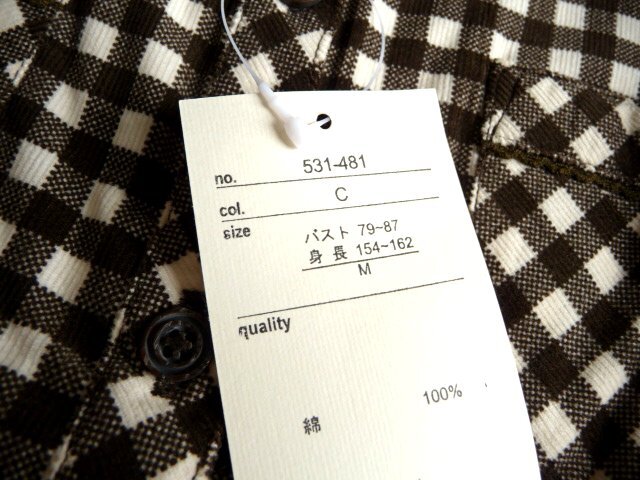 no. 531-481
col. C
size バスト 79~87
身長 154~162
M
quality
綿 100%